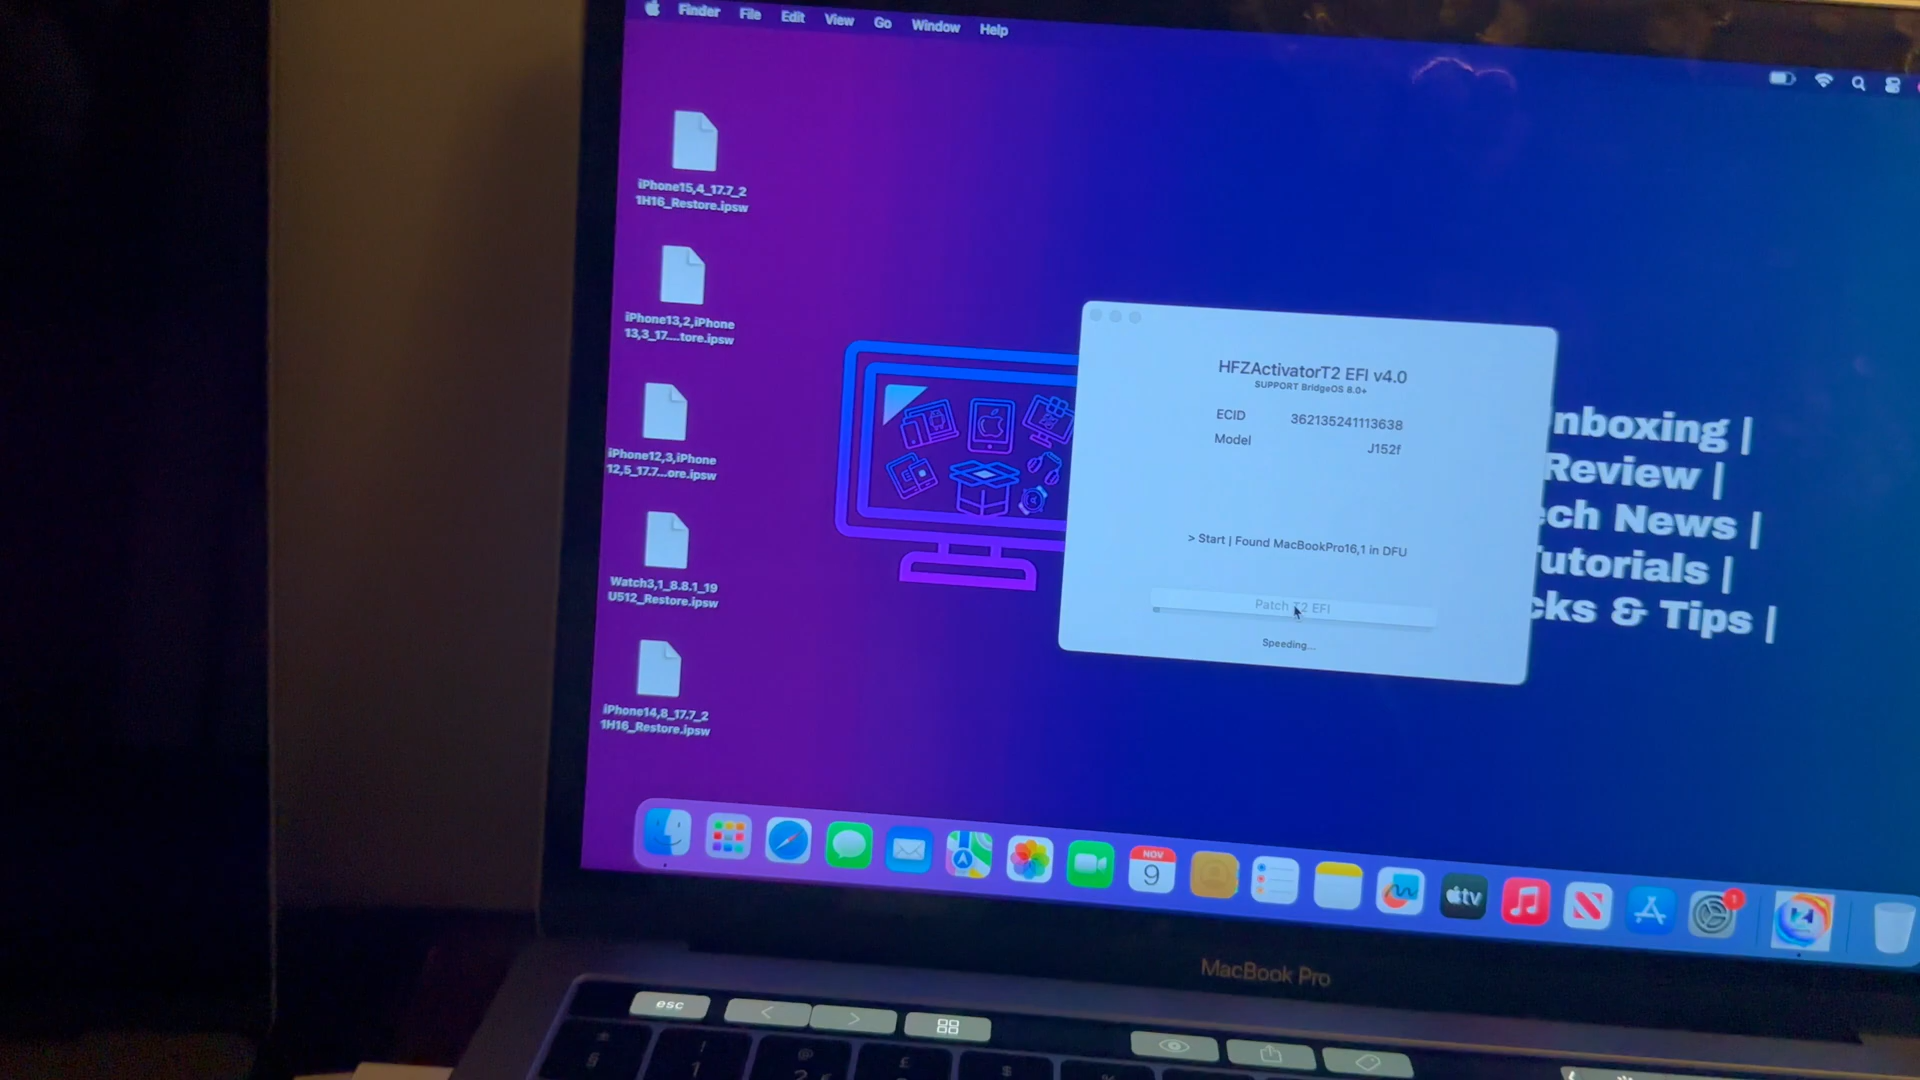 Finder File Edit View Go Window Help
iPhone15,4_17.7_2
1H16_Restore.ipsw
iPhone13,2,iPhone
13,3_17....tore.ipsw
iPhone12,3,iPhone
12,5_17.7...ore.ipsw
Watch3,1_8.8.1_19
U512_Restore.ipsw
iPhone14,8_17.7_2
1H16_Restore.ipsw
HFZActivatorT2 EFI v4.0
SUPPORT BridgeOS 8.0+
ECID 362135241113638
Model J152f
> Start | Found MacBookPro16,1 in DFU
Patch T2 EFI
Speeding...
nboxing |
Review |
ech News |
utorials |
cks & Tips |
NOV
9
tv
1
MacBook Pro
esc